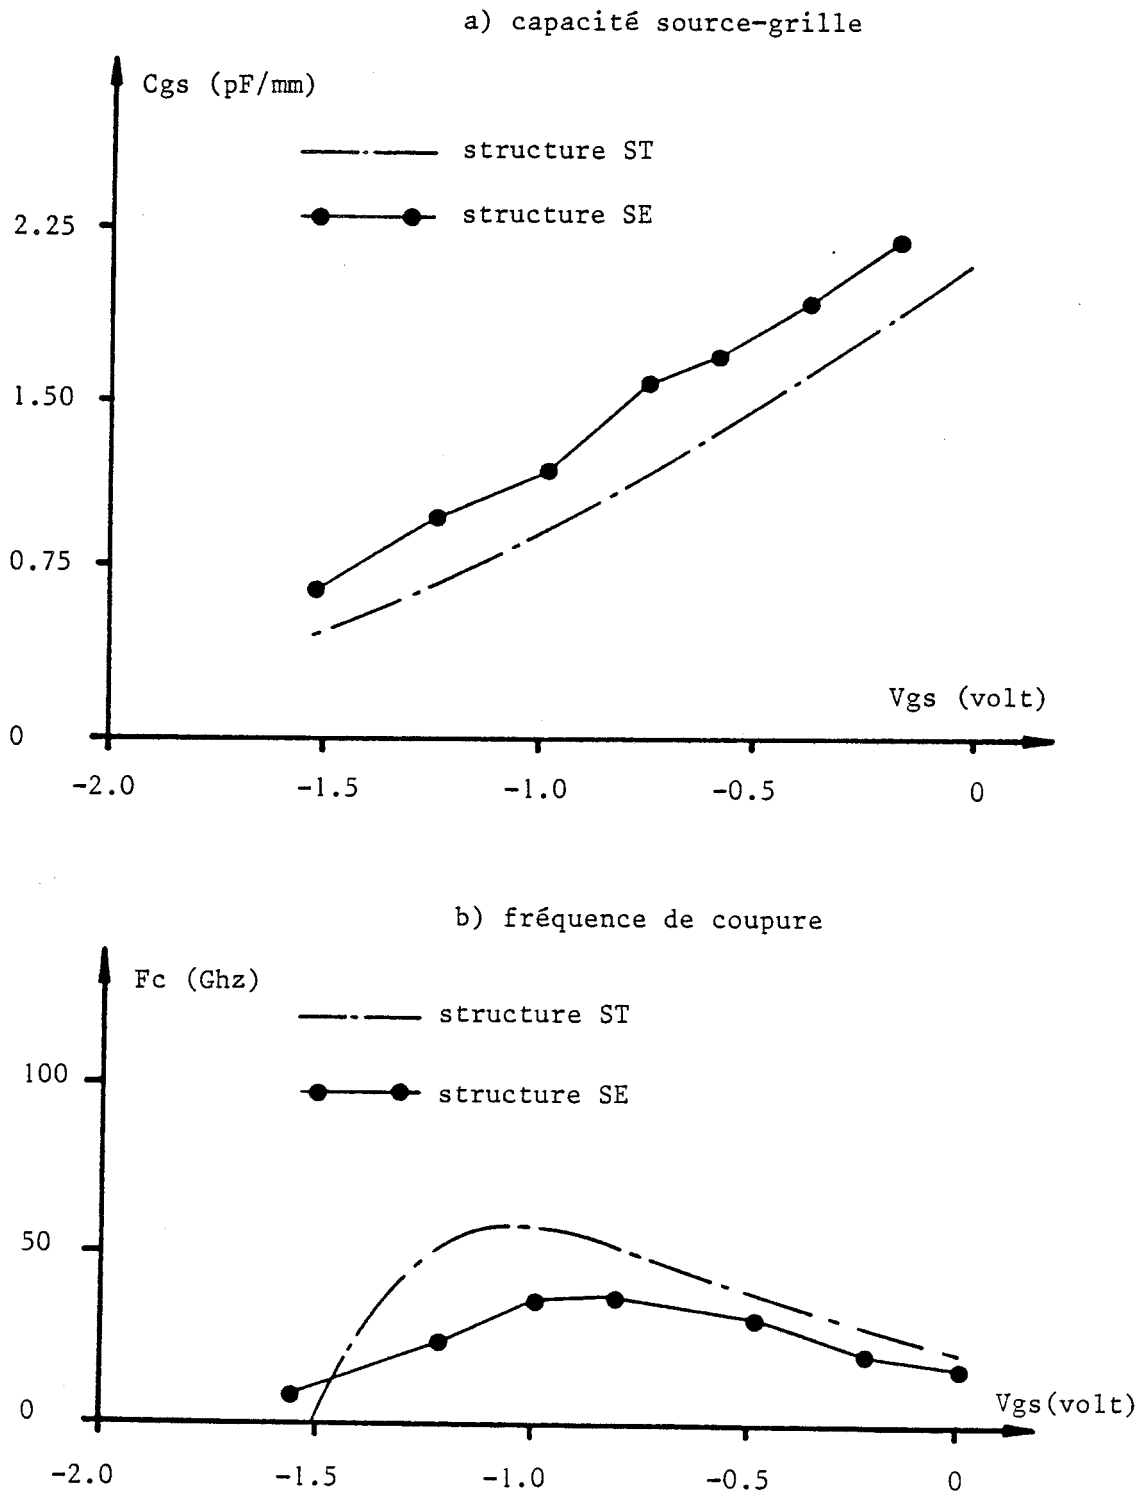 a) capacité source-grille
Cgs (pF/mm)
structure ST
structure SE
2.25
1.50
0.75
0
Vgs (volt)
-2.0 -1.5 -1.0 -0.5 0
b) fréquence de coupure
Fc (Ghz)
structure ST
structure SE
100
50
0
Vgs(volt)
-2.0 -1.5 -1.0 -0.5 0